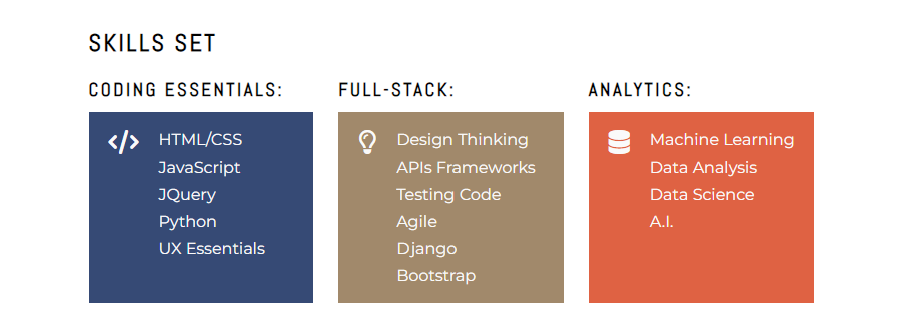 SKILLS SET
CODING ESSENTIALS:
HTML/CSS
JavaScript
JQuery
Python
UX Essentials
FULL-STACK:
Design Thinking
APIs Frameworks
Testing Code
Agile
Django
Bootstrap
ANALYTICS:
Machine Learning
Data Analysis
Data Science
A.I.